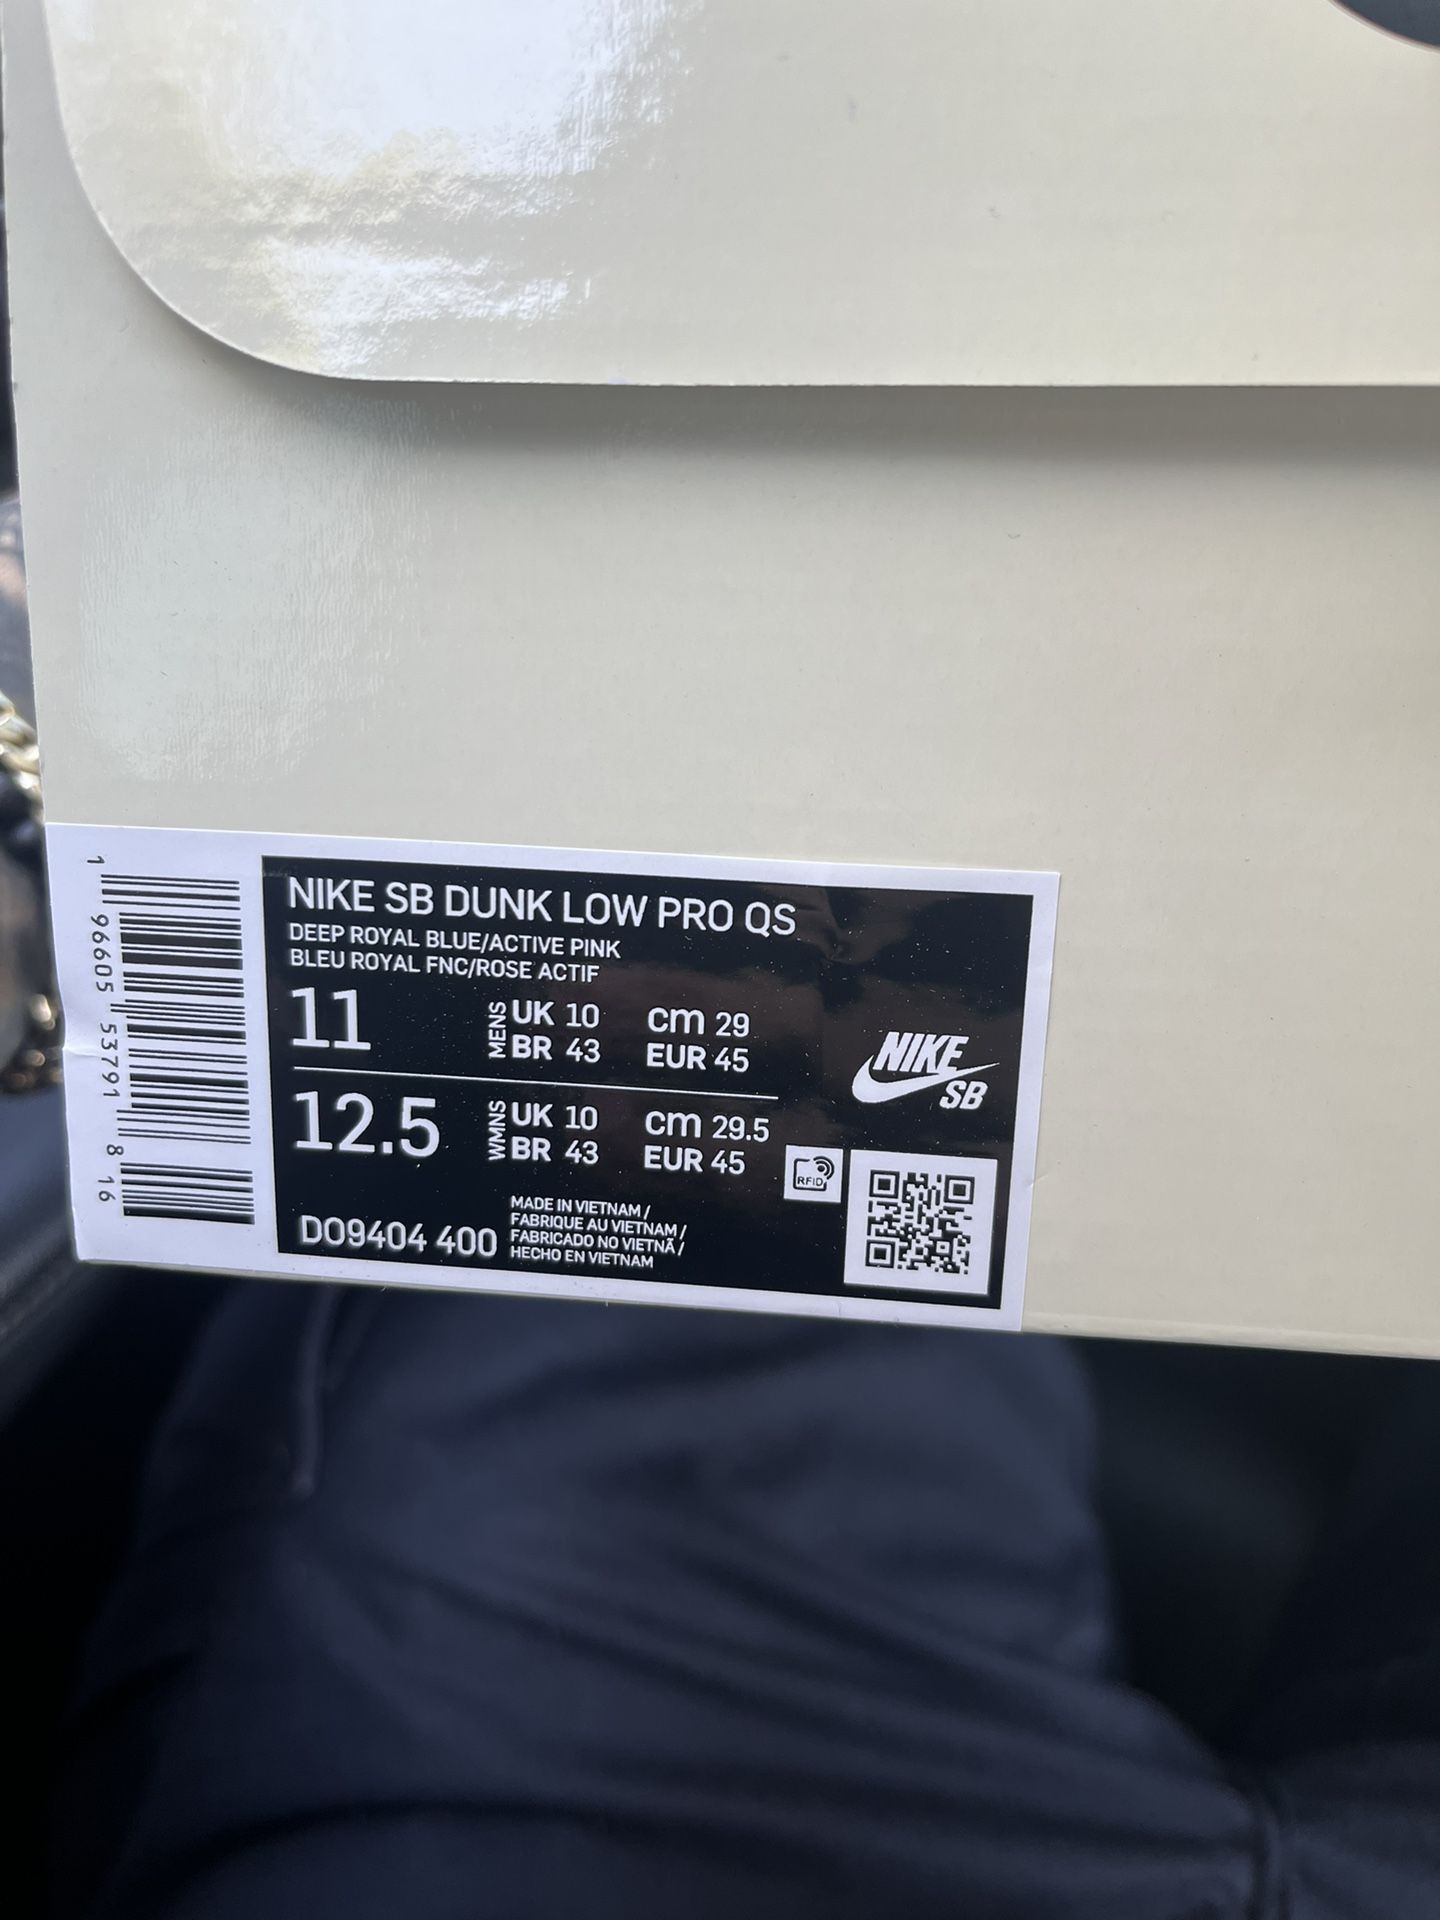 NIKE SB DUNK LOW PRO QS
DEEP ROYAL BLUE/ACTIVE PINK
BLEU ROYAL FNC/ROSE ACTIF
11 MENS UK 10 cm 29
BR 43 EUR 45
12.5 WMNS UK 10 cm 29.5
BR 43 EUR 45
NIKE
SB
RFID
DO9404 400
MADE IN VIETNAM /
FABRIQUE AU VIETNAM /
FABRICADO NO VIETNÃ /
HECHO EN VIETNAM
1 96605 53791 8 16